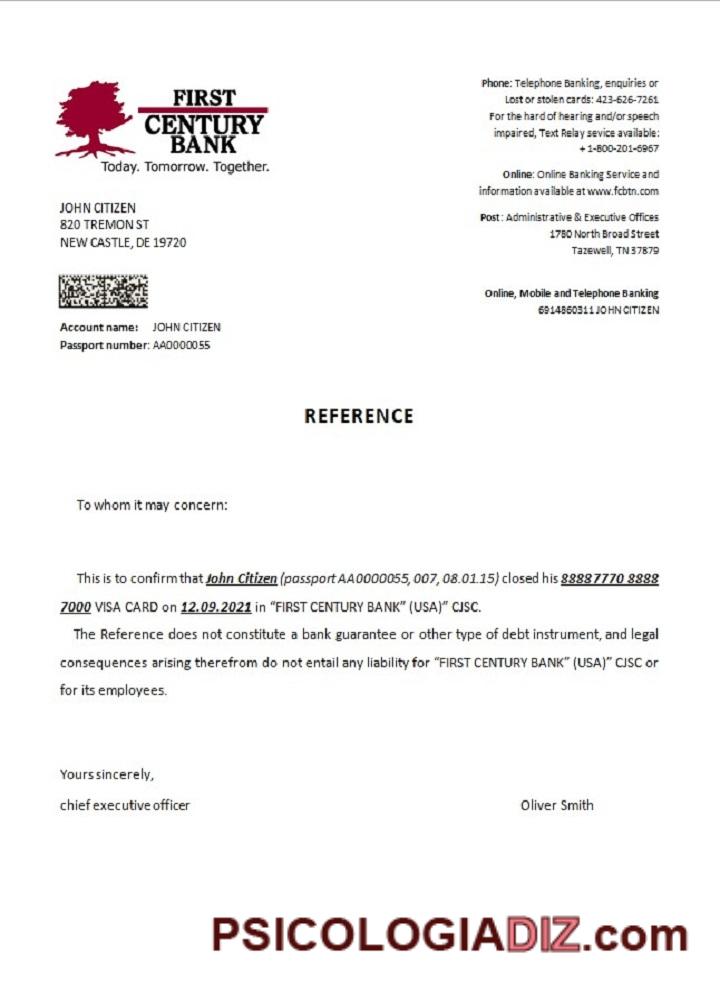 FIRST
CENTURY
BANK
Today. Tomorrow. Together.
JOHN CITIZEN
820 TREMON ST
NEW CASTLE, DE 19720
Account name: JOHN CITIZEN
Passport number: AA0000055
Phone: Telephone Banking, enquiries or
Lost or stolen cards: 423-626-7261
For the hard of hearing and/or speech
impaired, Text Relay sevice available:
+ 1-800-201-6967
Online: Online Banking Service and
information available at www.fcbtn.com
Post: Administrative & Executive Offices
1780 North Broad Street
Tazewell, TN 37879
Online, Mobile and Telephone Banking
6914860311 JOHN CITIZEN
REFERENCE
To whom it may concern:
This is to confirm that John Citizen (passport AA0000055, 007, 08.01.15) closed his 8888 7770 8888
7000 VISA CARD on 12.09.2021 in “FIRST CENTURY BANK” (USA)” CJSC.
The Reference does not constitute a bank guarantee or other type of debt instrument, and legal
consequences arising therefrom do not entail any liability for “FIRST CENTURY BANK” (USA)” CJSC or
for its employees.
Yours sincerely,
chief executive officer Oliver Smith
PSICOLOGIADIZ.com